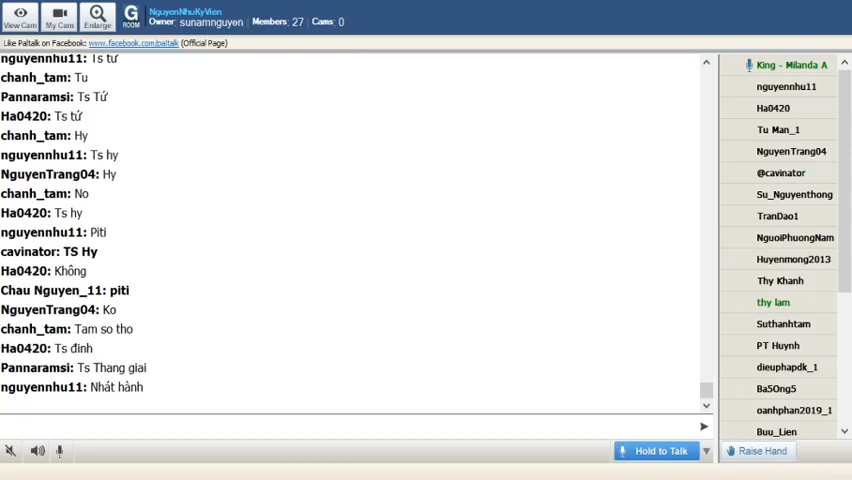 View Cam
My Cam
Enlarge
G
ROOM
NguyenNhuKyVien
Owner: sunamnguyen | Members: 27 | Cams: 0
Like Paltalk on Facebook: www.facebook.com/paltalk (Official Page)
nguyennhu11: Ts tư
chanh_tam: Tu
Pannaramsi: Ts Tứ
Ha0420: Ts tứ
chanh_tam: Hy
nguyennhu11: Ts hy
NguyenTrang04: Hy
chanh_tam: No
Ha0420: Ts hy
nguyennhu11: Piti
cavinator: TS Hy
Ha0420: Không
Chau Nguyen_11: piti
NguyenTrang04: Ko
chanh_tam: Tam so tho
Ha0420: Ts đinh
Pannaramsi: Ts Thang giai
nguyennhu11: Nhát hành
King - Milanda A
nguyennhu11
Ha0420
Tu Man_1
NguyenTrang04
@cavinator
Su_Nguyenthong
TranDao1
NguoiPhuongNam
Huyenmong2013
Thy Khanh
thy lam
Suthanhtam
PT Huynh
dieuphapdk_1
Ba5Ong5
oanhphan2019_1
Buu_Lien
Hold to Talk
Raise Hand